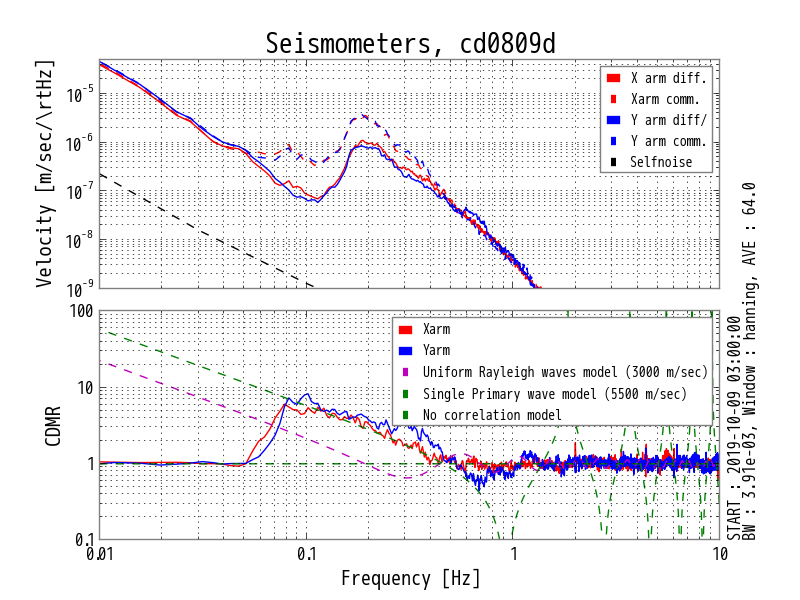 Seismometers, cd0809d
Velocity [m/sec/\rtHz]
10^-5
10^-6
10^-7
10^-8
10^-9
X arm diff.
Xarm comm.
Y arm diff/
Y arm comm.
Selfnoise
CDMR
100
10
1
0.1
Xarm
Yarm
Uniform Rayleigh waves model (3000 m/sec)
Single Primary wave model (5500 m/sec)
No correlation model
0.01
0.1
1
10
Frequency [Hz]
START : 2019-10-09 03:00:00
BW : 3.91e-03, Window : hanning, AVE : 64.0